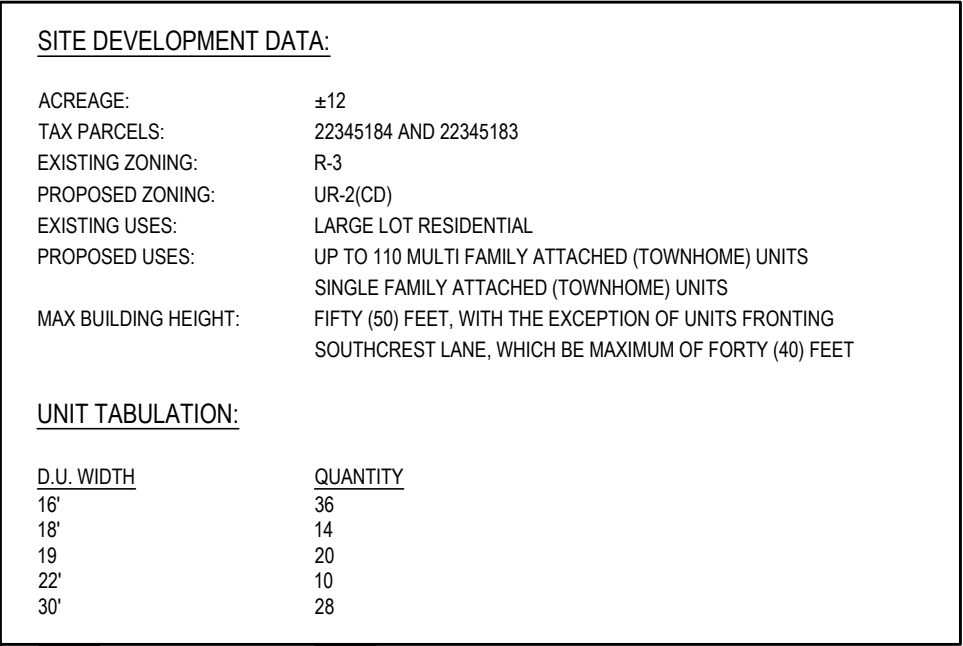 SITE DEVELOPMENT DATA:
ACREAGE: ±12
TAX PARCELS: 22345184 AND 22345183
EXISTING ZONING: R-3
PROPOSED ZONING: UR-2(CD)
EXISTING USES: LARGE LOT RESIDENTIAL
PROPOSED USES: UP TO 110 MULTI FAMILY ATTACHED (TOWNHOME) UNITS
SINGLE FAMILY ATTACHED (TOWNHOME) UNITS
MAX BUILDING HEIGHT: FIFTY (50) FEET, WITH THE EXCEPTION OF UNITS FRONTING
SOUTHCREST LANE, WHICH BE MAXIMUM OF FORTY (40) FEET
UNIT TABULATION:
D.U. WIDTH QUANTITY
16' 36
18' 14
19 20
22' 10
30' 28